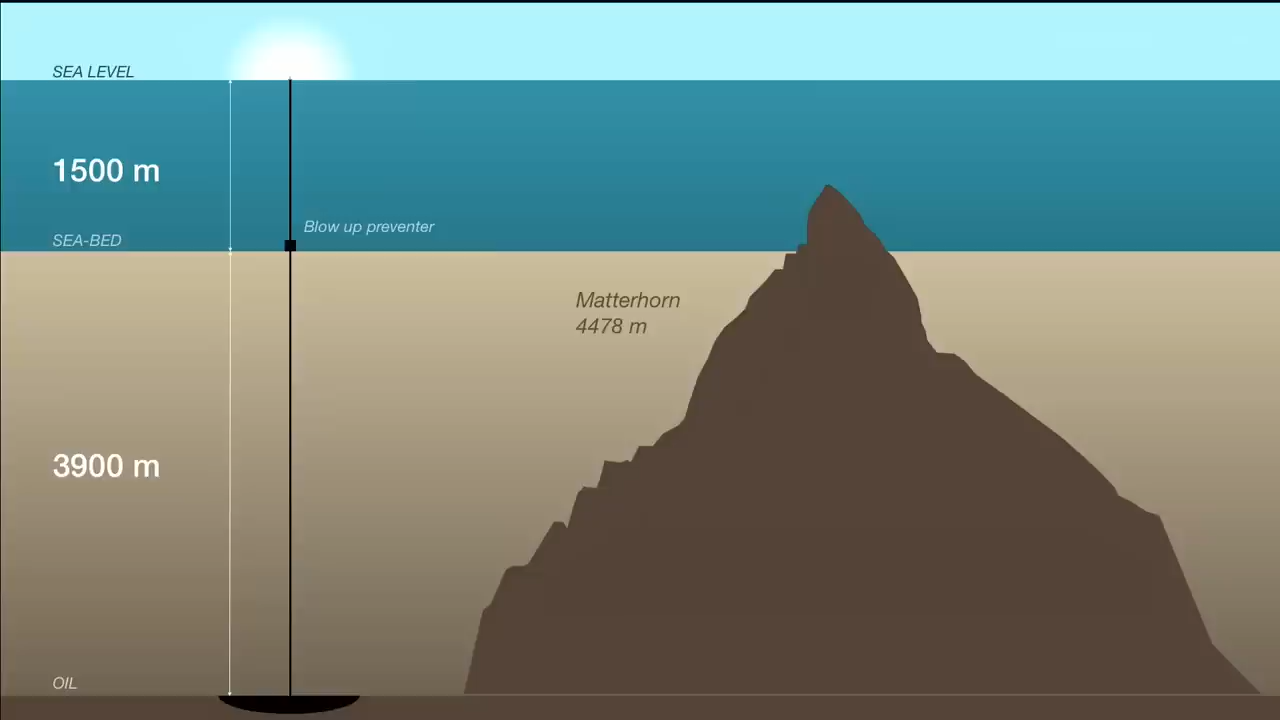 SEA LEVEL
1500 m
Blow up preventer
SEA-BED
Matterhorn
4478 m
3900 m
OIL